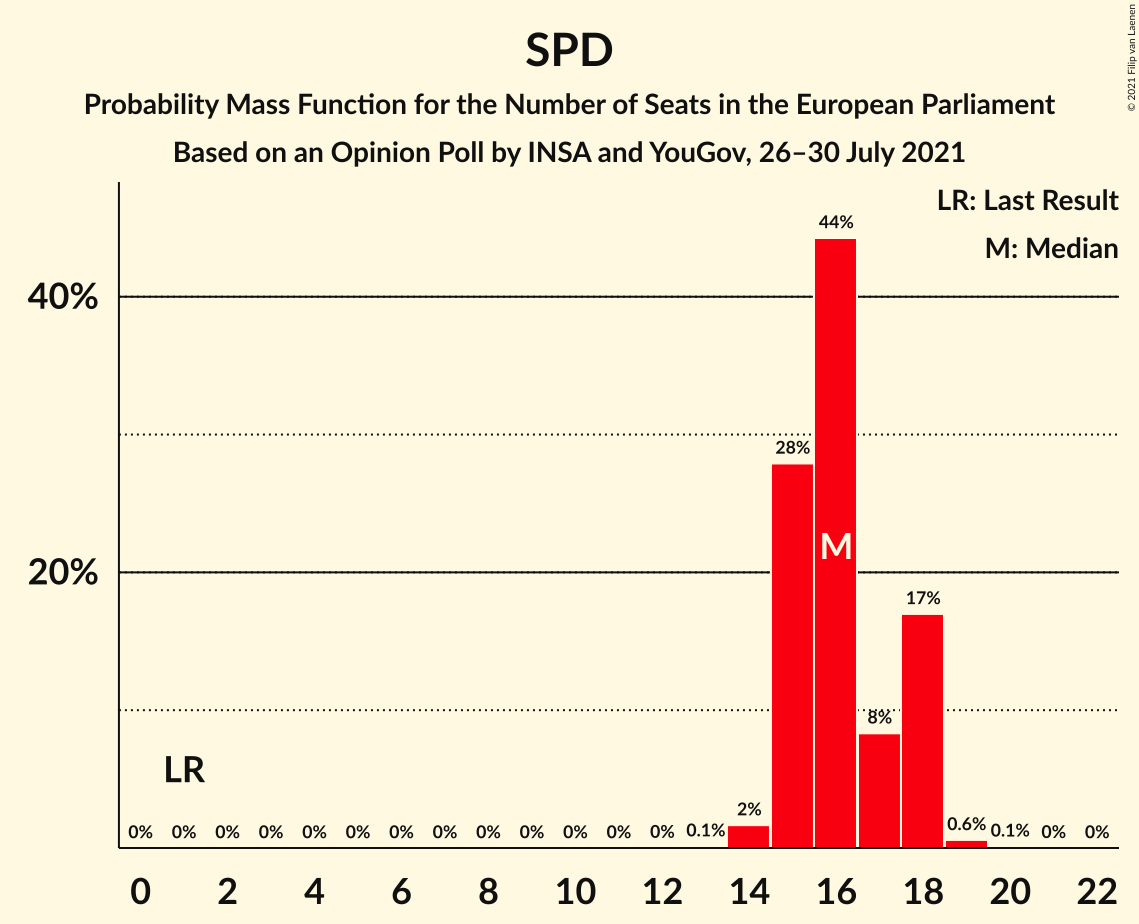 SPD
Probability Mass Function for the Number of Seats in the European Parliament
Based on an Opinion Poll by INSA and YouGov, 26–30 July 2021
© 2021 Filip van Laenen
LR: Last Result
M: Median
44%
40%
28%
M
20%
17%
8%
LR
0% 0% 0% 0% 0% 0% 0% 0% 0% 0% 0% 0% 0% 0.1% 2% 0.6% 0.1% 0% 0%
0 2 4 6 8 10 12 14 16 18 20 22